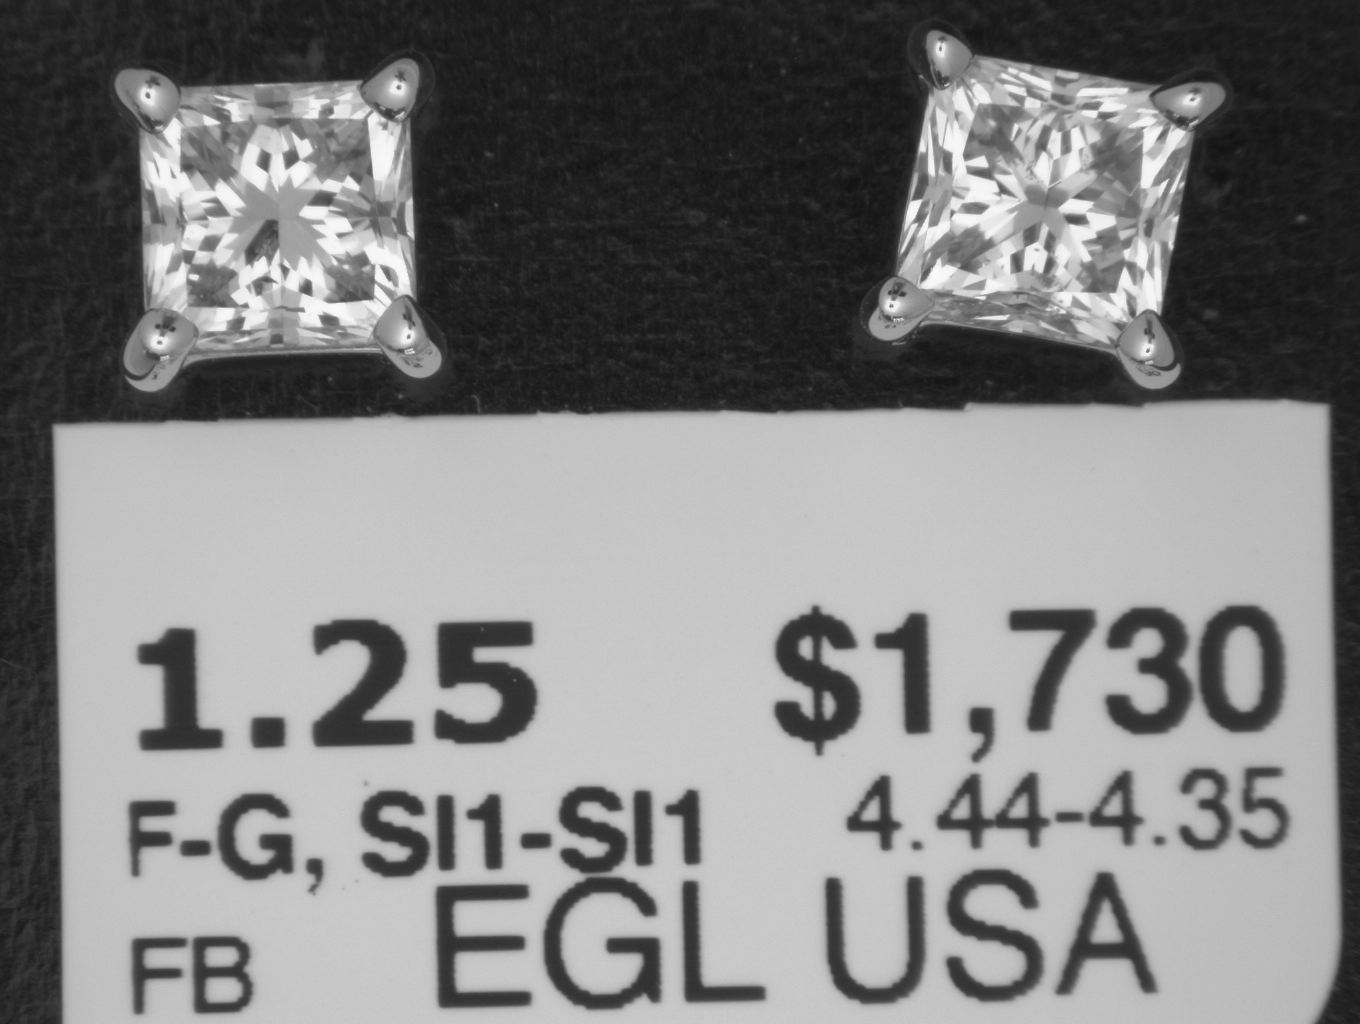 1.25 $1,730
F-G, SI1-SI1 4.44-4.35
FB EGL USA